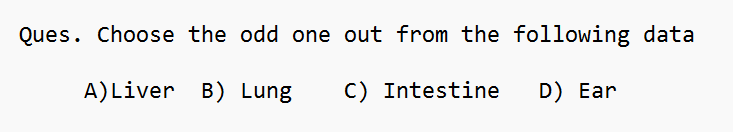 Ques. Choose the odd one out from the following data
A)Liver B) Lung C) Intestine D) Ear